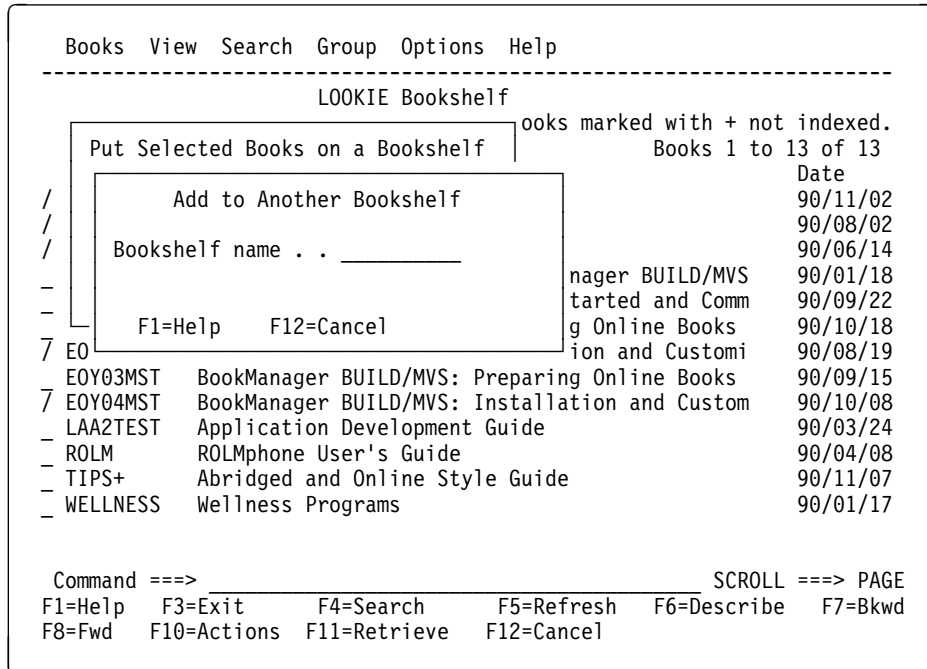 Books View Search Group Options Help
--------------------------------------------------------------------------------
LOOKIE Bookshelf
ooks marked with + not indexed.
Put Selected Books on a Bookshelf Books 1 to 13 of 13
Date
/ Add to Another Bookshelf 90/11/02
/ 90/08/02
/ Bookshelf name . . __________ 90/06/14
_ nager BUILD/MVS 90/01/18
_ tarted and Comm 90/09/22
_ F1=Help F12=Cancel g Online Books 90/10/18
/ EO ion and Customi 90/08/19
_ EOY03MST BookManager BUILD/MVS: Preparing Online Books 90/09/15
/ EOY04MST BookManager BUILD/MVS: Installation and Custom 90/10/08
_ LAA2TEST Application Development Guide 90/03/24
_ ROLM ROLMphone User's Guide 90/04/08
_ TIPS+ Abridged and Online Style Guide 90/11/07
_ WELLNESS Wellness Programs 90/01/17
Command ===> __________________________________________ SCROLL ===> PAGE
F1=Help F3=Exit F4=Search F5=Refresh F6=Describe F7=Bkwd
F8=Fwd F10=Actions F11=Retrieve F12=Cancel